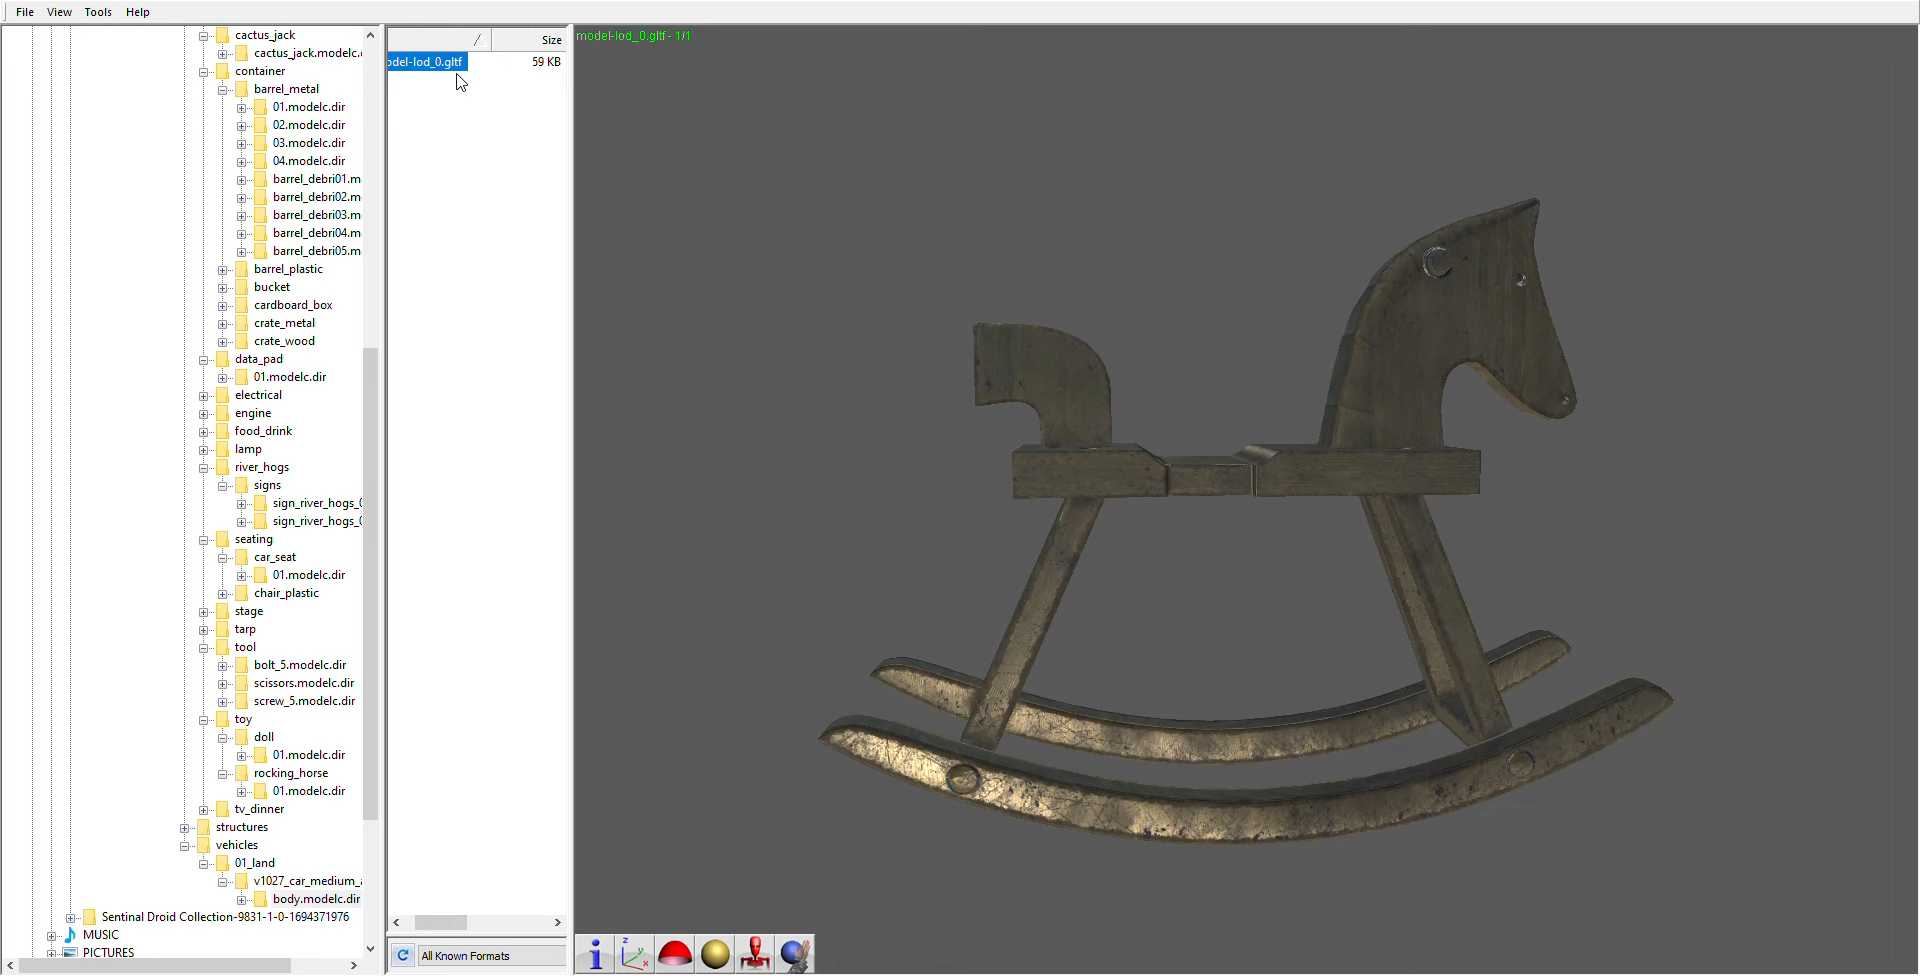 File View Tools Help
cactus_jack
cactus_jack.modelc.
container
barrel_metal
01.modelc.dir
02.modelc.dir
03.modelc.dir
04.modelc.dir
barrel_debri01.m
barrel_debri02.m
barrel_debri03.m
barrel_debri04.m
barrel_debri05.m
barrel_plastic
bucket
cardboard_box
crate_metal
crate_wood
data_pad
01.modelc.dir
electrical
engine
food_drink
lamp
river_hogs
signs
sign_river_hogs_0
sign_river_hogs_0
seating
car_seat
01.modelc.dir
chair_plastic
stage
tarp
tool
bolt_5.modelc.dir
scissors.modelc.dir
screw_5.modelc.dir
toy
doll
01.modelc.dir
rocking_horse
01.modelc.dir
tv_dinner
structures
vehicles
01_land
v1027_car_medium_a
body.modelc.dir
Sentinal Droid Collection-9831-1-0-1694371976
MUSIC
PICTURES
Size
odel-lod_0.gltf 59 KB
All Known Formats
model-lod_0.gltf - 1/1
z y x